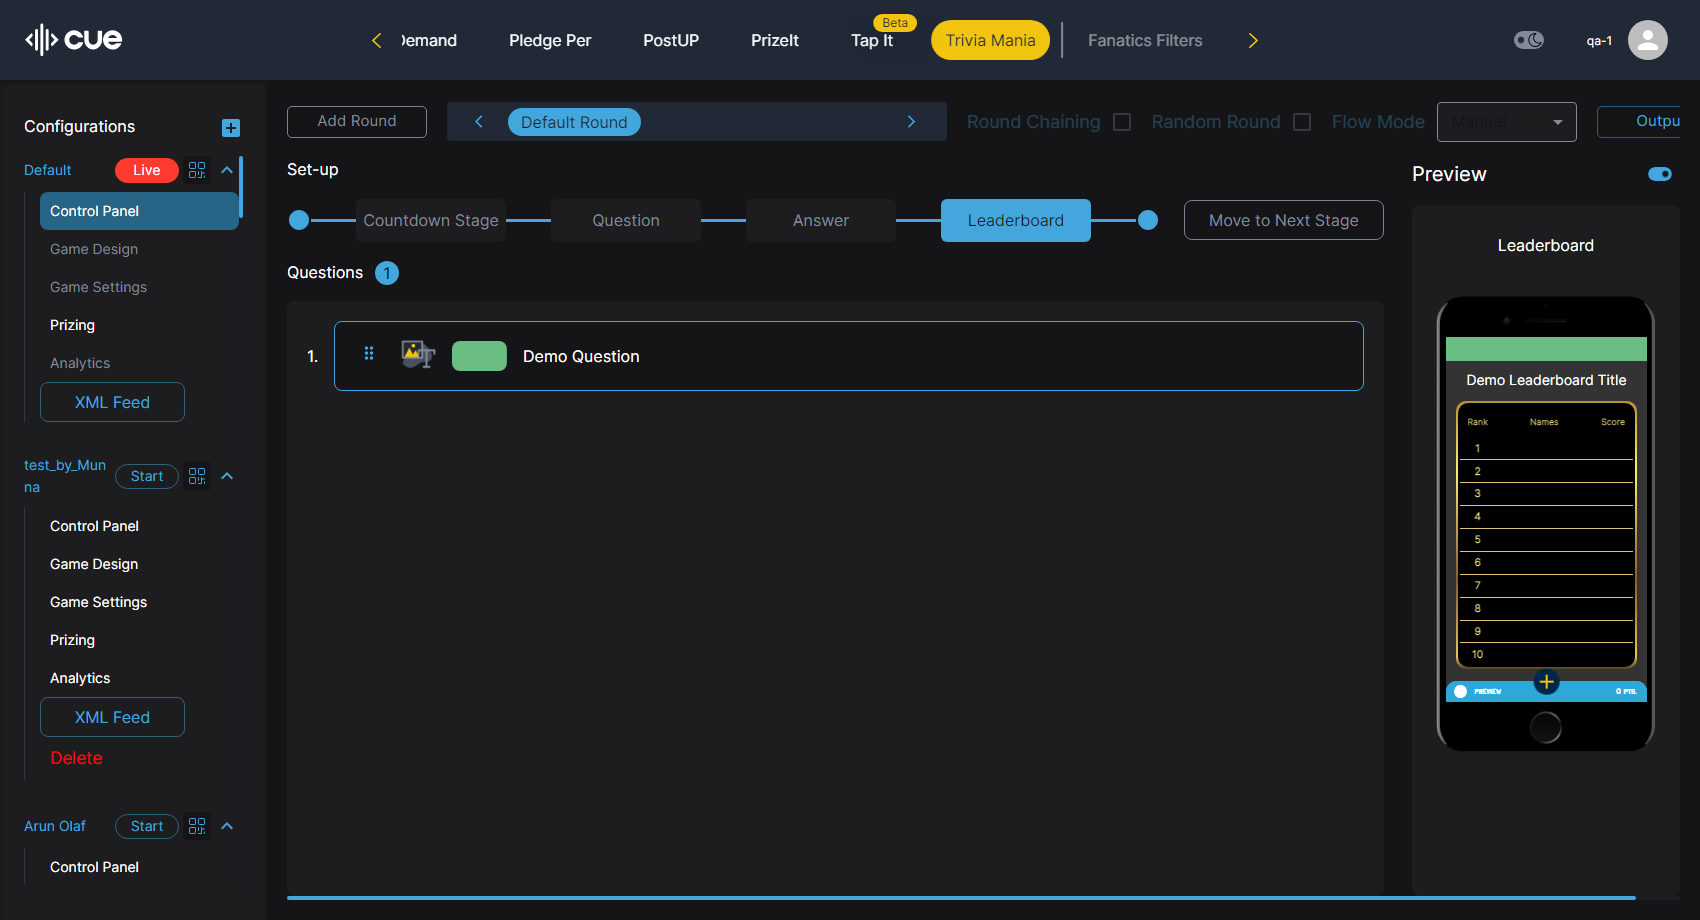 cue
Demand
Pledge Per
PostUP
PrizeIt
Tap It
Beta
Trivia Mania
Fanatics Filters
qa-1
Configurations
Default
Live
Control Panel
Game Design
Game Settings
Prizing
Analytics
XML Feed
test_by_Mun
na
Start
Control Panel
Game Design
Game Settings
Prizing
Analytics
XML Feed
Delete
Arun Olaf
Start
Control Panel
Add Round
Default Round
Round Chaining
Random Round
Flow Mode
Manual
Outpu
Set-up
Countdown Stage
Question
Answer
Leaderboard
Move to Next Stage
Questions 1
1.
Demo Question
Preview
Leaderboard
Demo Leaderboard Title
Rank Names Score
1
2
3
4
5
6
7
8
9
10
PREVIEW
0 PTS.